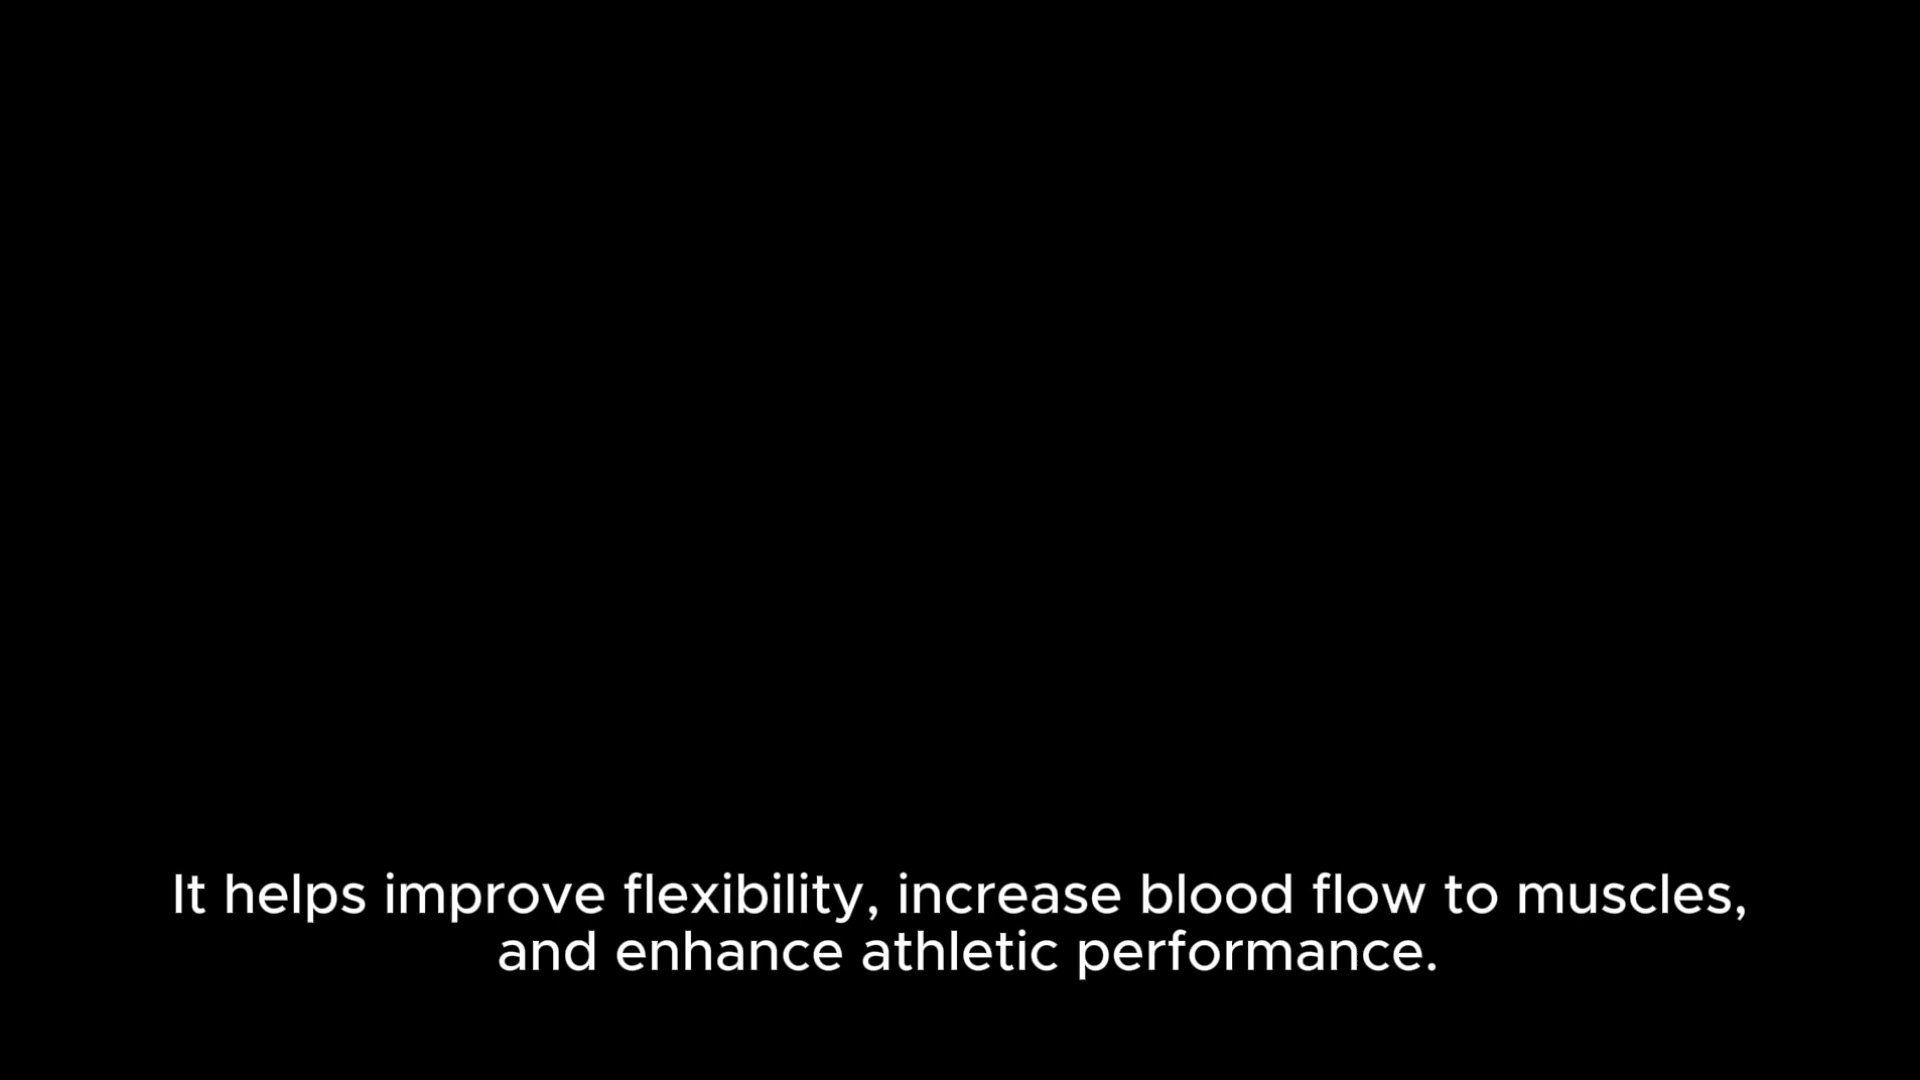 It helps improve flexibility, increase blood flow to muscles,
and enhance athletic performance.